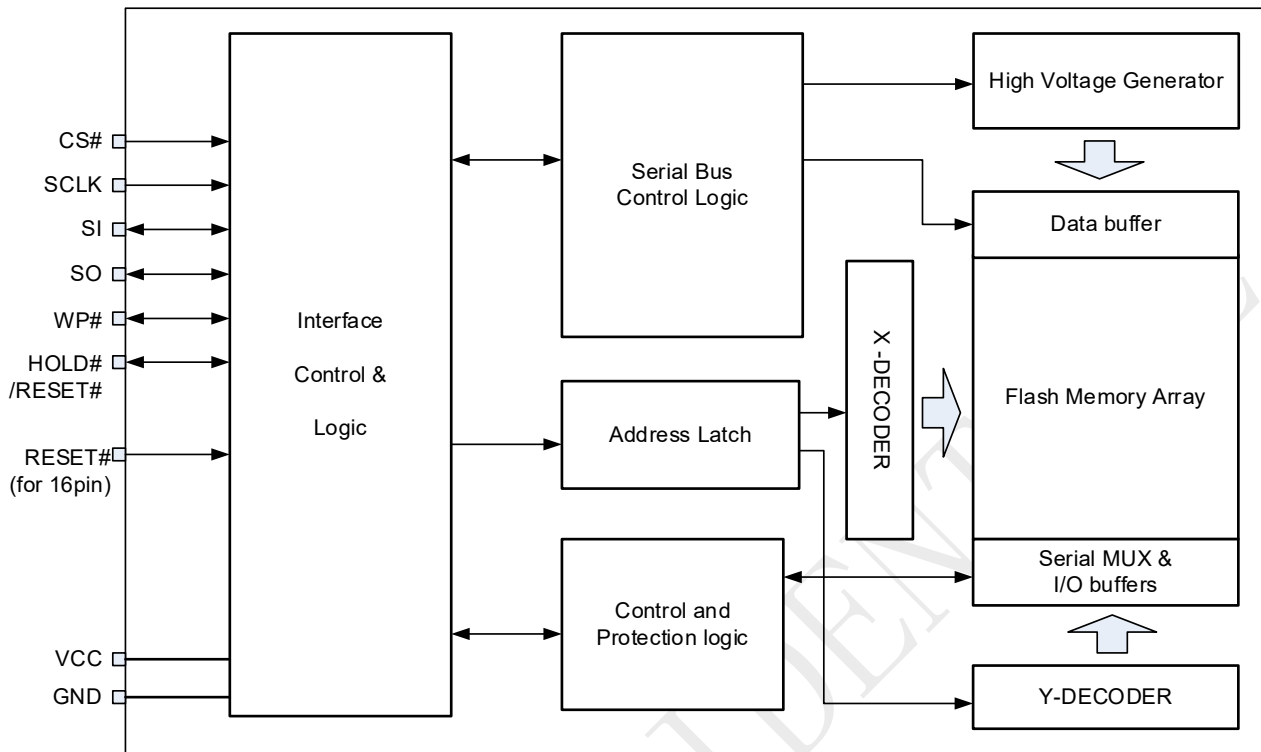 CS#
SCLK
SI
SO
WP#
HOLD#
/RESET#
RESET#
(for 16pin)
VCC
GND
Interface
Control &
Logic
Serial Bus
Control Logic
Address Latch
Control and
Protection logic
X -DECODER
High Voltage Generator
Data buffer
Flash Memory Array
Serial MUX &
I/O buffers
Y-DECODER